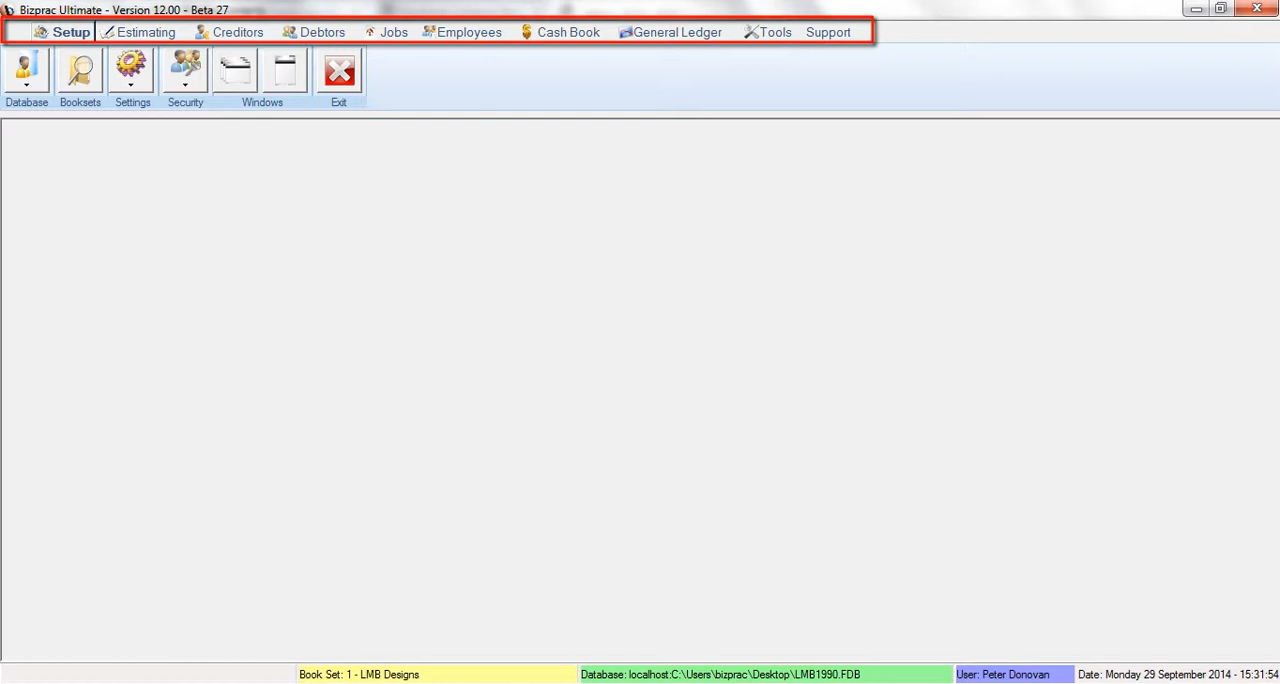 Bizprac Ultimate - Version 12.00 - Beta 27
Setup Estimating Creditors Debtors Jobs Employees Cash Book General Ledger Tools Support
Database Booksets Settings Security Windows Exit
Book Set: 1 - LMB Designs Database: localhost:C:\Users\bizprac\Desktop\LMB1990.FDB User: Peter Donovan Date: Monday 29 September 2014 - 15:31:54